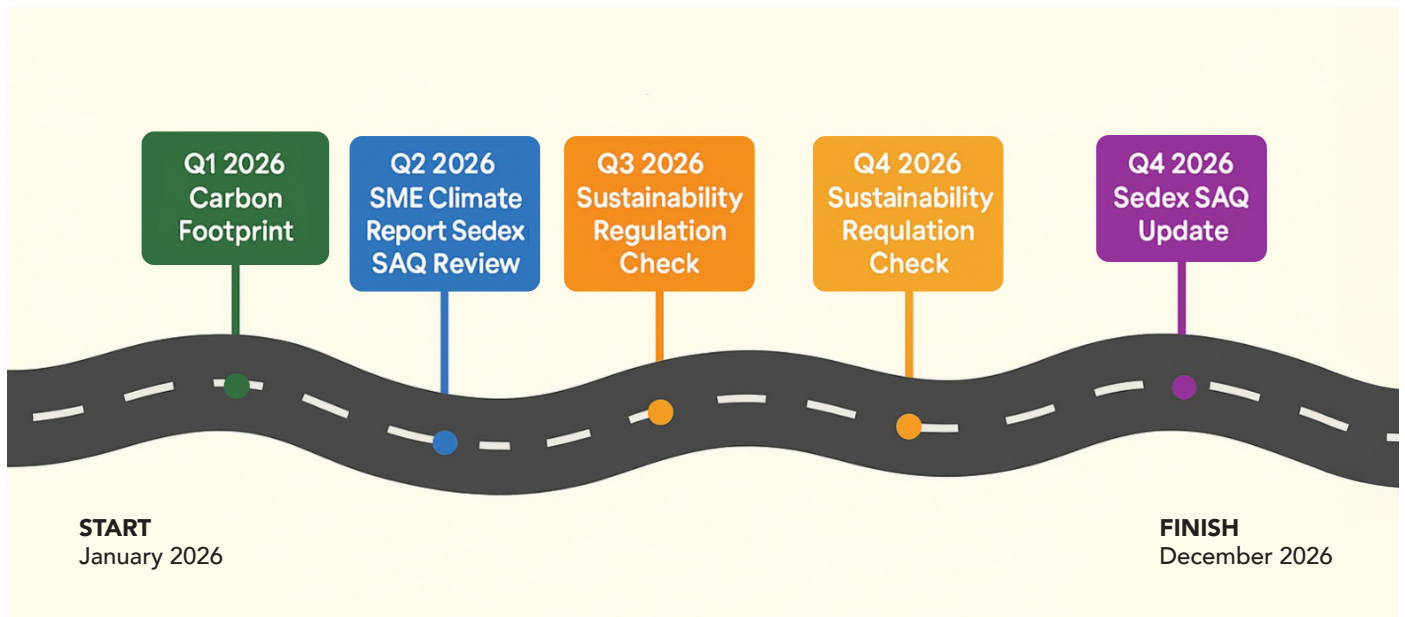 Q1 2026
Carbon
Footprint
Q2 2026
SME Climate
Report Sedex
SAQ Review
Q3 2026
Sustainability
Regulation
Check
Q4 2026
Sustainability
Requlation
Check
Q4 2026
Sedex SAQ
Update
START
January 2026
FINISH
December 2026